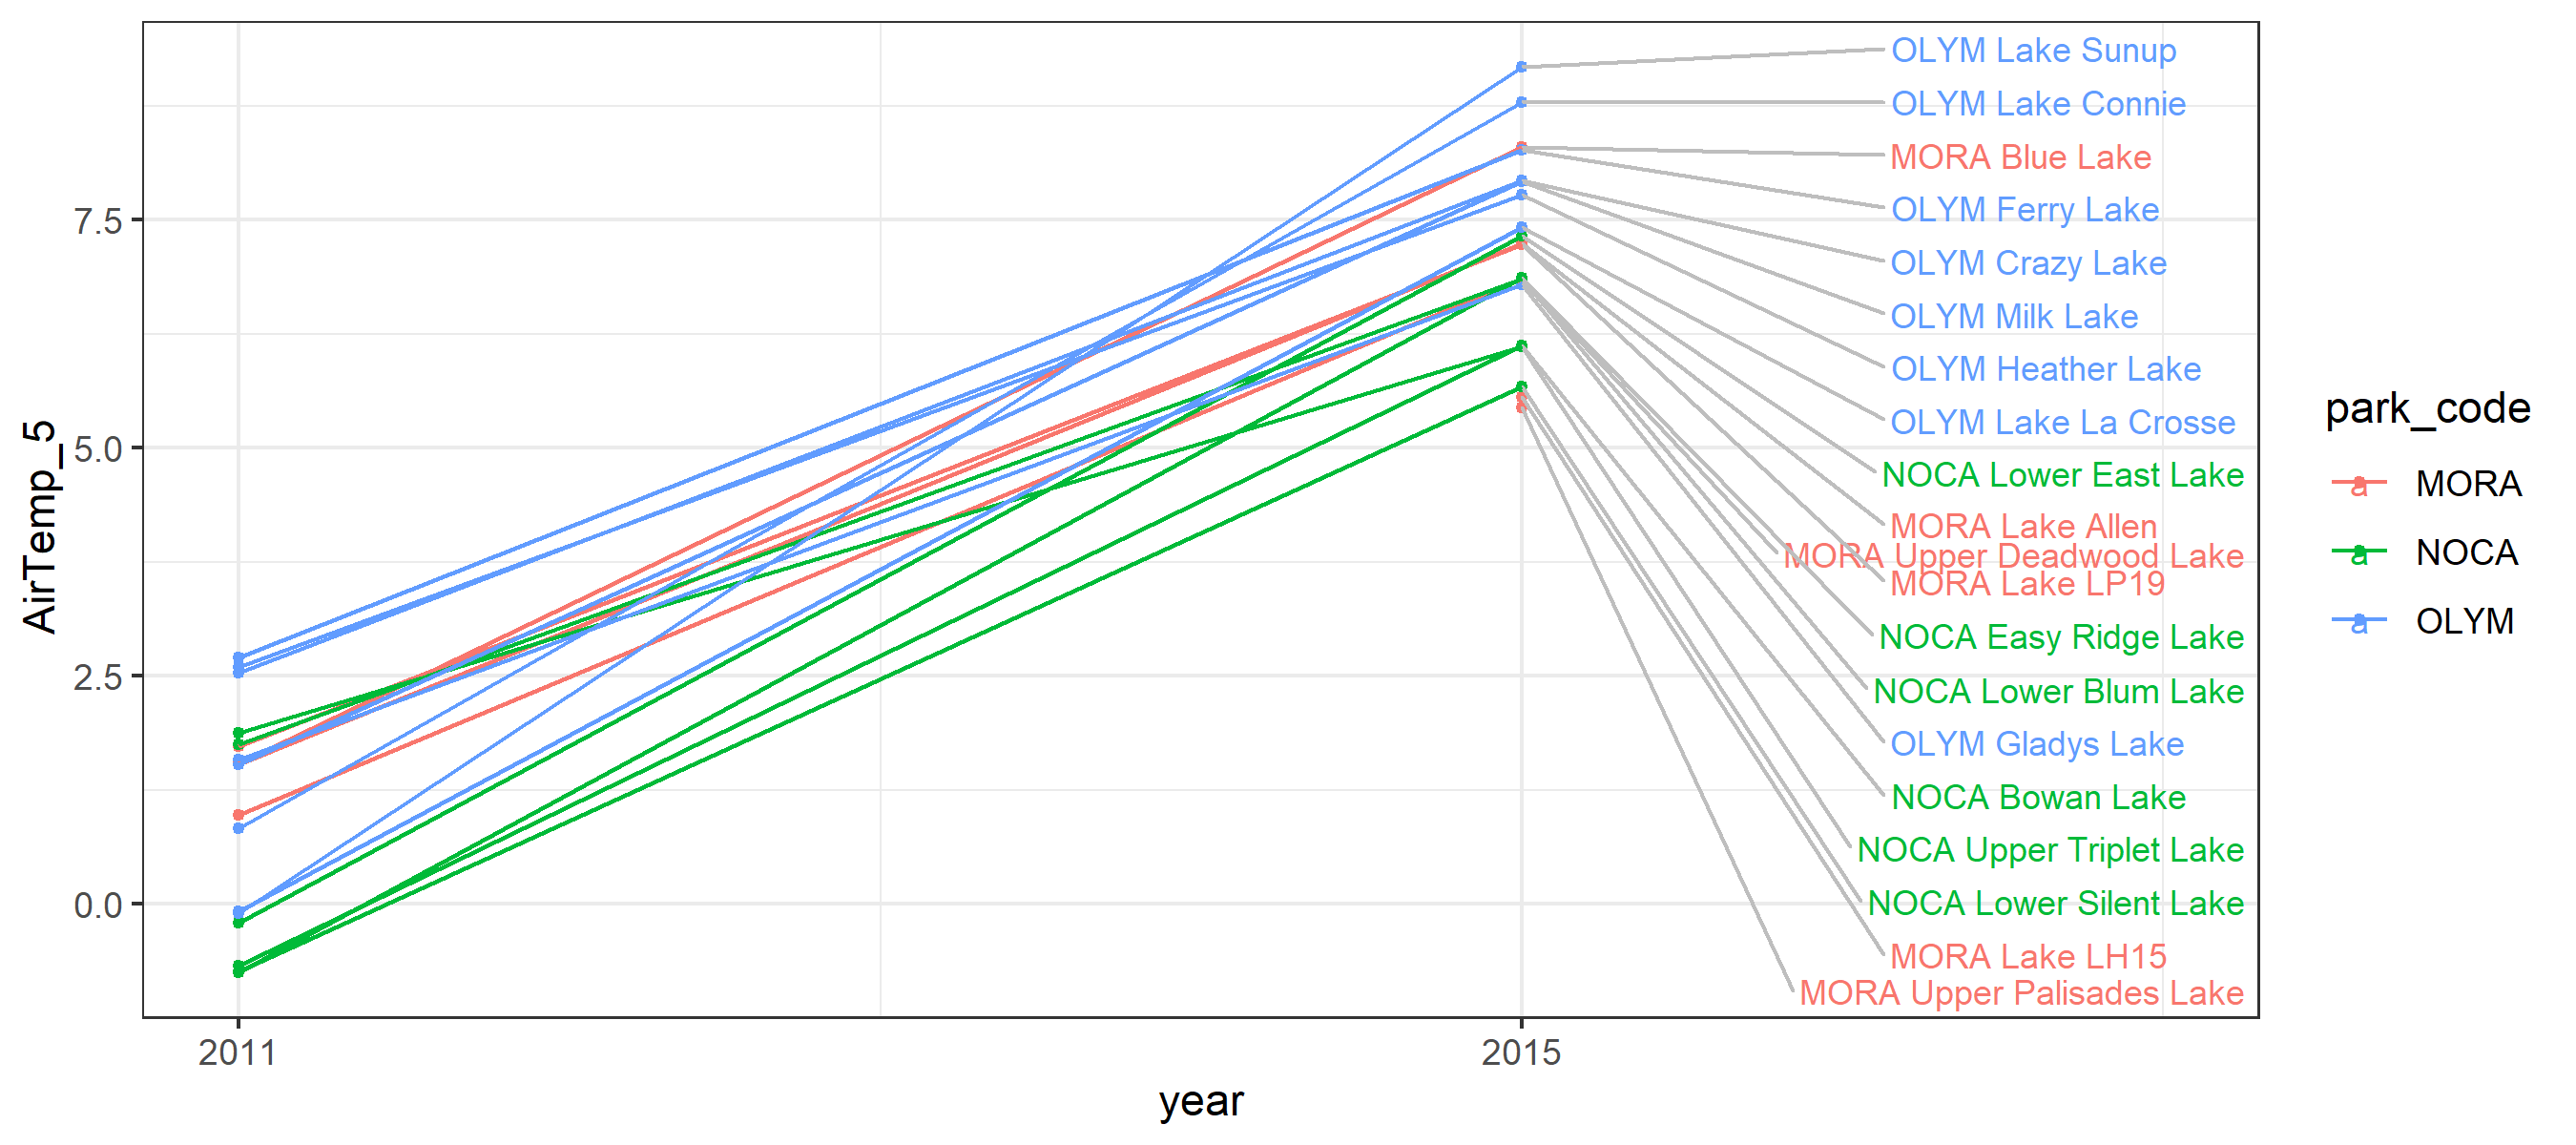 AirTemp_5
7.5
5.0
2.5
0.0
2011
2015
year
OLYM Lake Sunup
OLYM Lake Connie
MORA Blue Lake
OLYM Ferry Lake
OLYM Crazy Lake
OLYM Milk Lake
OLYM Heather Lake
OLYM Lake La Crosse
NOCA Lower East Lake
MORA Lake Allen
MORA Upper Deadwood Lake
MORA Lake LP19
NOCA Easy Ridge Lake
NOCA Lower Blum Lake
OLYM Gladys Lake
NOCA Bowan Lake
NOCA Upper Triplet Lake
NOCA Lower Silent Lake
MORA Lake LH15
MORA Upper Palisades Lake
park_code
a MORA
a NOCA
a OLYM